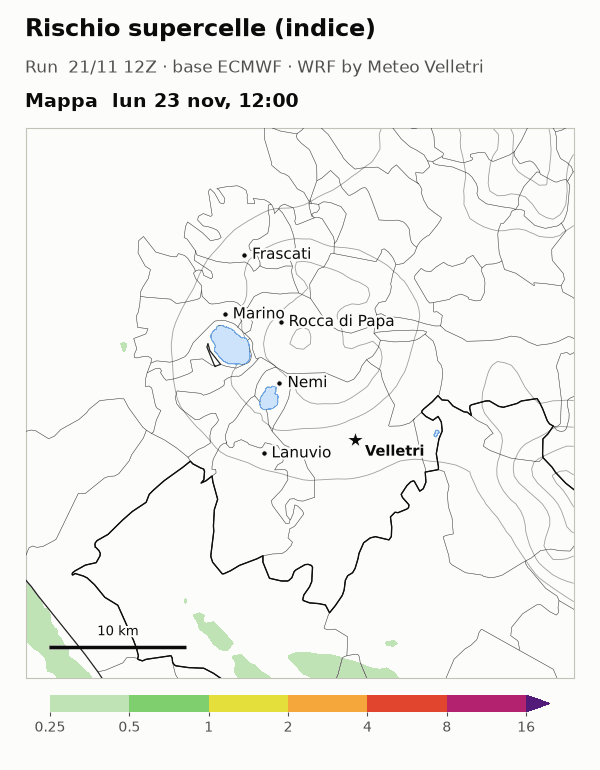 Rischio supercelle (indice)
Run  21/11 12Z · base ECMWF · WRF by Meteo Velletri
Mappa  lun 23 nov, 12:00
Frascati
Marino
Rocca di Papa
Nemi
Velletri
Lanuvio
10 km
0.25 0.5 1 2 4 8 16